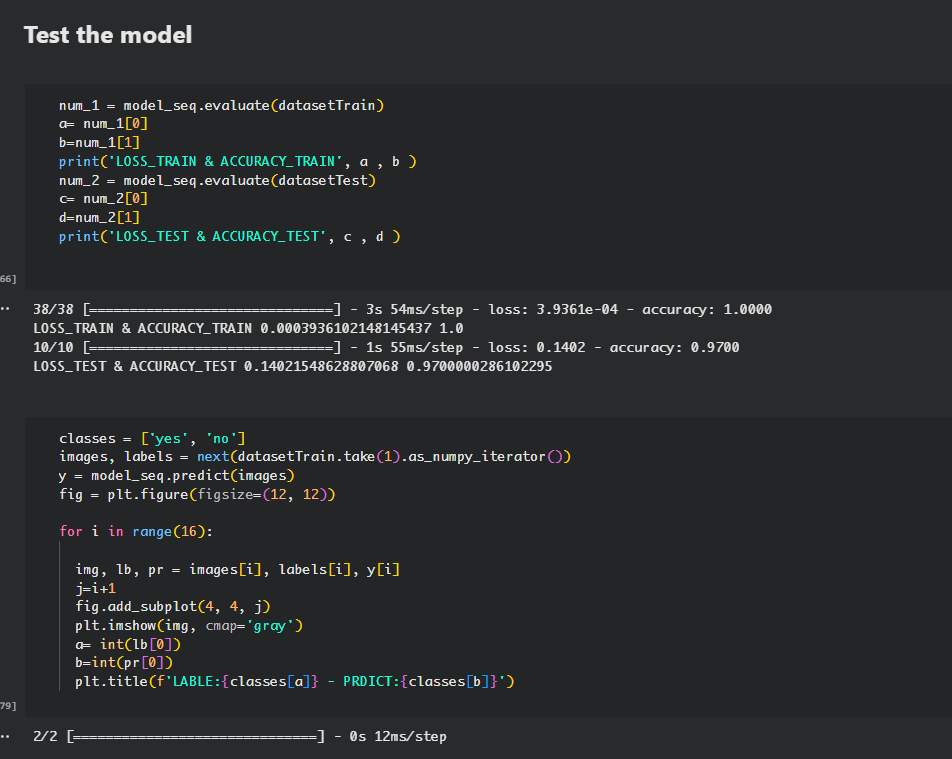 Test the model
num_1 = model_seq.evaluate(datasetTrain)
a= num_1[0]
b=num_1[1]
print('LOSS_TRAIN & ACCURACY_TRAIN', a , b )
num_2 = model_seq.evaluate(datasetTest)
c= num_2[0]
d=num_2[1]
print('LOSS_TEST & ACCURACY_TEST', c , d )
66]
38/38 [==============================] - 3s 54ms/step - loss: 3.9361e-04 - accuracy: 1.0000
LOSS_TRAIN & ACCURACY_TRAIN 0.0003936102148145437 1.0
10/10 [==============================] - 1s 55ms/step - loss: 0.1402 - accuracy: 0.9700
LOSS_TEST & ACCURACY_TEST 0.14021548628807068 0.9700000286102295
classes = ['yes', 'no']
images, labels = next(datasetTrain.take(1).as_numpy_iterator())
y = model_seq.predict(images)
fig = plt.figure(figsize=(12, 12))
for i in range(16):
img, lb, pr = images[i], labels[i], y[i]
j=i+1
fig.add_subplot(4, 4, j)
plt.imshow(img, cmap='gray')
a= int(lb[0])
b=int(pr[0])
plt.title(f'LABLE:{classes[a]} - PRDICT:{classes[b]}')
79]
2/2 [==============================] - 0s 12ms/step